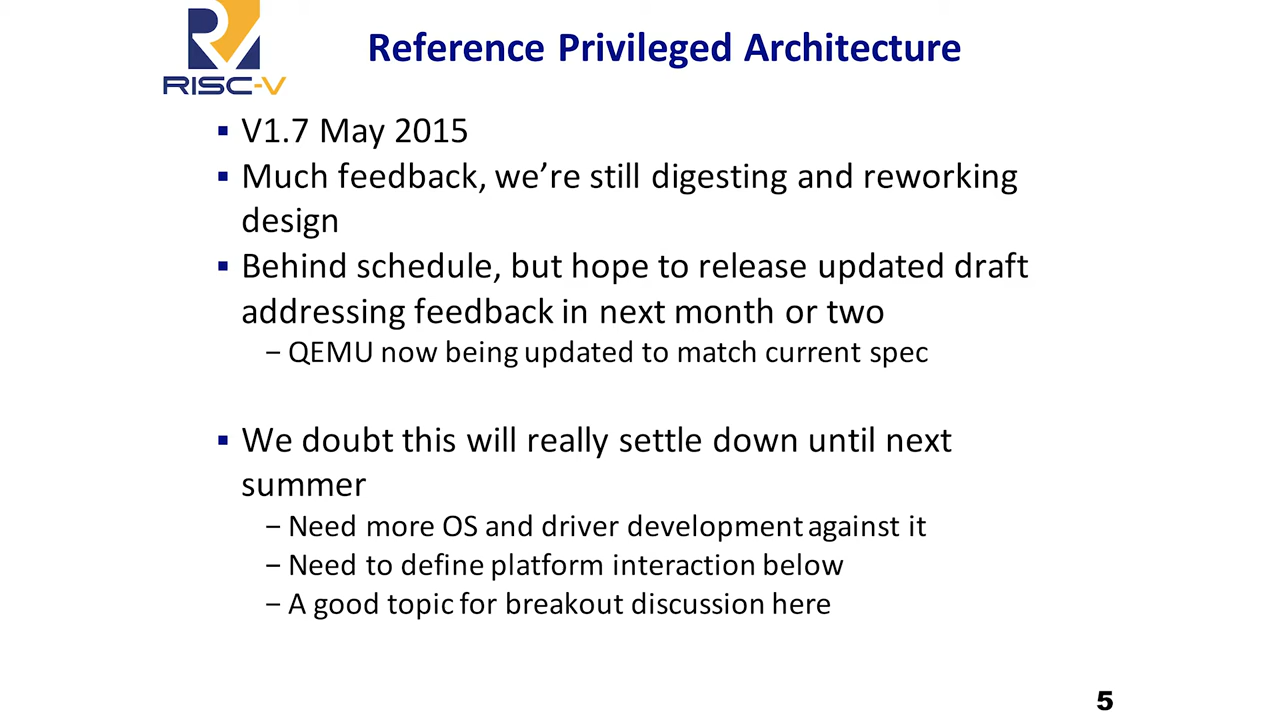 RISC-V
Reference Privileged Architecture
▪ V1.7 May 2015
▪ Much feedback, we’re still digesting and reworking
design
▪ Behind schedule, but hope to release updated draft
addressing feedback in next month or two
− QEMU now being updated to match current spec
▪ We doubt this will really settle down until next
summer
− Need more OS and driver development against it
− Need to define platform interaction below
− A good topic for breakout discussion here
5